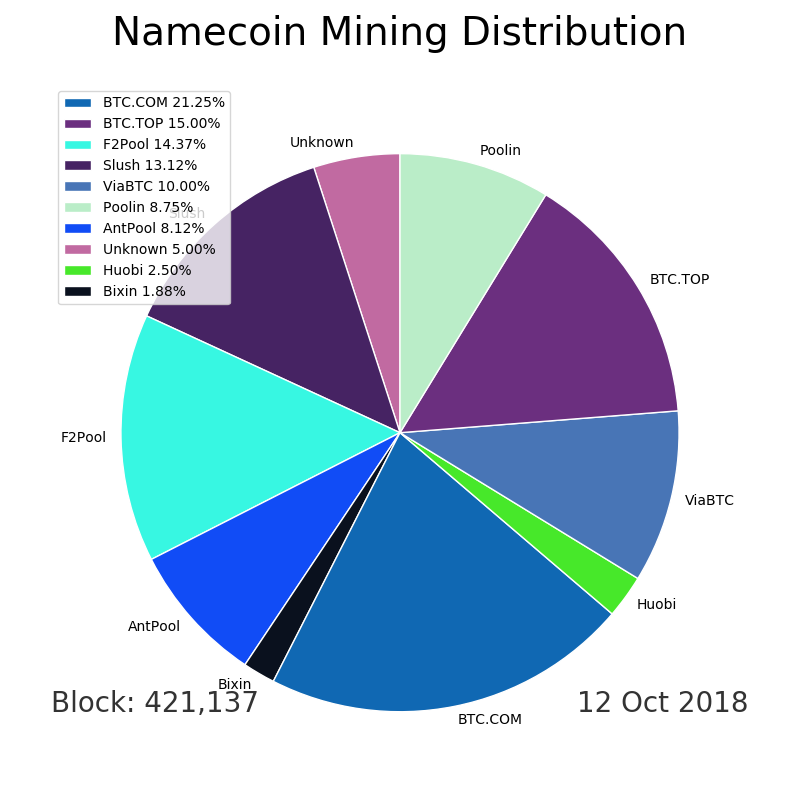 Namecoin Mining Distribution
BTC.COM 21.25%
BTC.TOP 15.00%
F2Pool 14.37%
Slush 13.12%
ViaBTC 10.00%
Poolin 8.75%
AntPool 8.12%
Unknown 5.00%
Huobi 2.50%
Bixin 1.88%
Unknown
Poolin
Slush
BTC.TOP
F2Pool
ViaBTC
Huobi
AntPool
Bixin
BTC.COM
Block: 421,137
12 Oct 2018